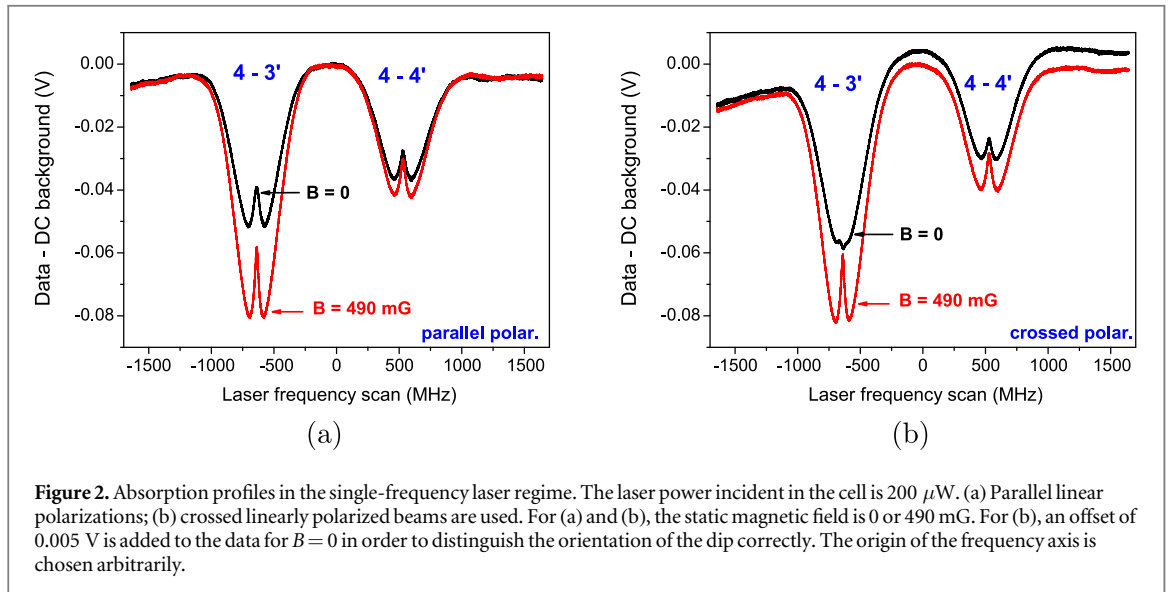 (a)
0.00
-0.02
-0.04
-0.06
-0.08
Data - DC background (V)
4 - 3'
4 - 4'
B = 0
B = 490 mG
parallel polar.
-1500 -1000 -500 0 500 1000 1500
Laser frequency scan (MHz)
(b)
0.00
-0.02
-0.04
-0.06
-0.08
Data - DC background (V)
4 - 3'
4 - 4'
B = 0
B = 490 mG
crossed polar.
-1500 -1000 -500 0 500 1000 1500
Laser frequency scan (MHz)
Figure 2. Absorption profiles in the single-frequency laser regime. The laser power incident in the cell is 200 μW. (a) Parallel linear
polarizations; (b) crossed linearly polarized beams are used. For (a) and (b), the static magnetic field is 0 or 490 mG. For (b), an offset of
0.005 V is added to the data for B = 0 in order to distinguish the orientation of the dip correctly. The origin of the frequency axis is
chosen arbitrarily.